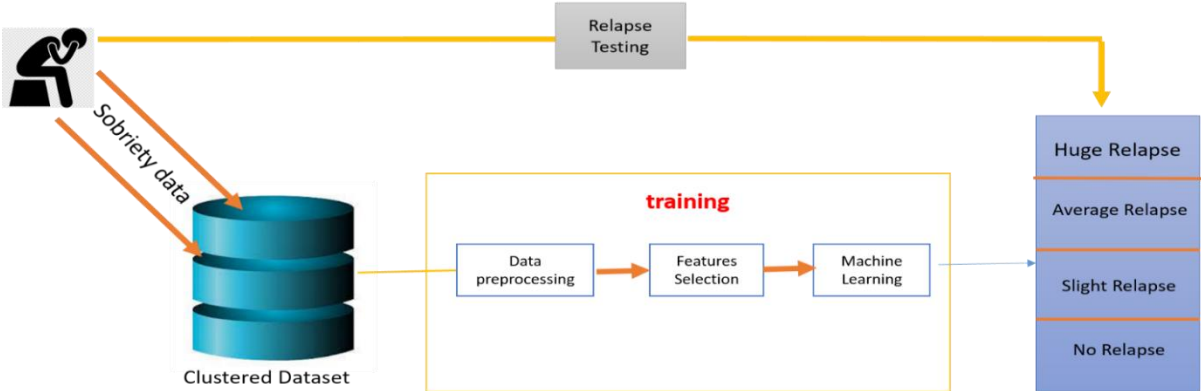 Relapse
Testing
Sobriety data
Huge Relapse
training
Average Relapse
Data
preprocessing
Features
Selection
Machine
Learning
Slight Relapse
No Relapse
Clustered Dataset